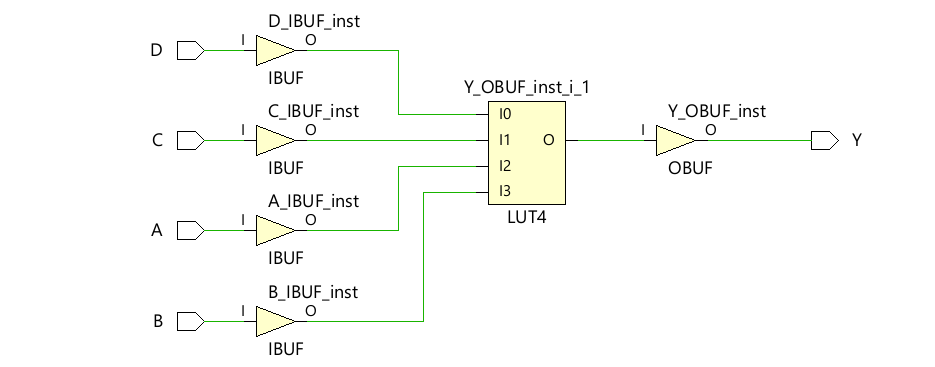 D_IBUF_inst
D I O
IBUF
Y_OBUF_inst_i_1
C_IBUF_inst
I0
Y_OBUF_inst
C I O
I1 O
I O
Y
IBUF
I2
OBUF
A_IBUF_inst
I3
LUT4
A I O
IBUF
B_IBUF_inst
B I O
IBUF